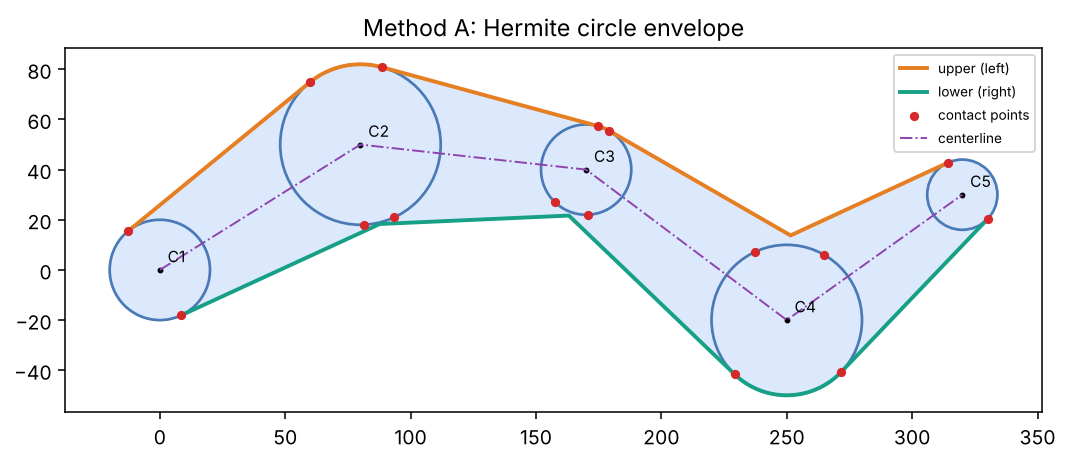 Method A: Hermite circle envelope
upper (left)
lower (right)
contact points
centerline
80
60
40
20
0
−20
−40
C1
C2
C3
C4
C5
0
50
100
150
200
250
300
350